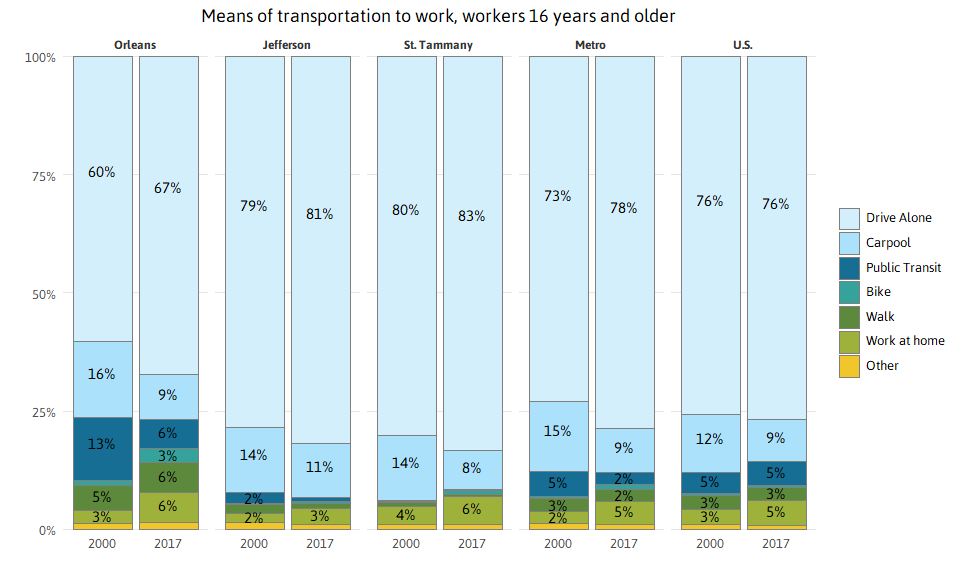 Means of transportation to work, workers 16 years and older
Orleans Jefferson St. Tammany Metro U.S.
100%
75%
50%
25%
0%
60% 67% 79% 81% 80% 83% 73% 78% 76% 76%
16% 9% 14% 11% 14% 8% 15% 9% 12% 9%
13% 6% 2% 5% 2% 5% 5%
3%
5% 6% 3% 2% 3% 3%
3% 6% 2% 3% 4% 6% 2% 5% 3% 5%
2000 2017 2000 2017 2000 2017 2000 2017 2000 2017
Drive Alone
Carpool
Public Transit
Bike
Walk
Work at home
Other